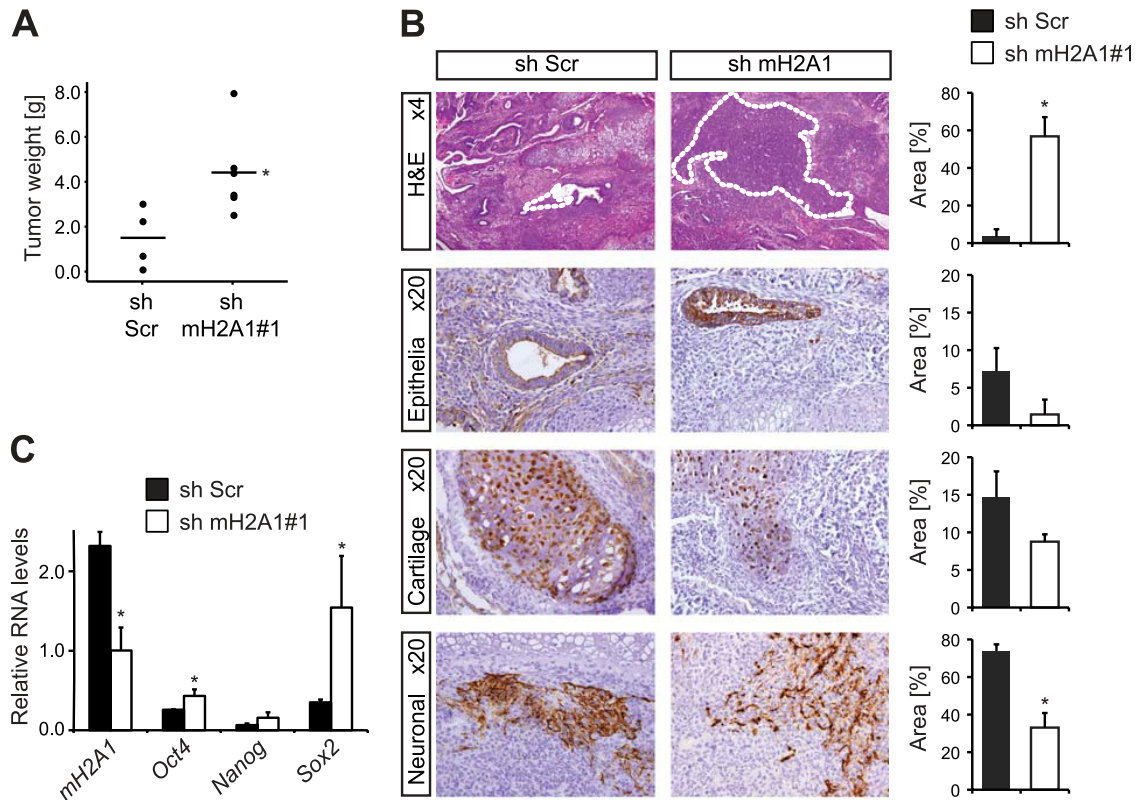 A
Tumor weight [g]
8.0
6.0
4.0
2.0
0.0
*
sh
Scr
sh
mH2A1#1
B
sh Scr
sh mH2A1
sh Scr
sh mH2A1#1
H&E x4
Area [%]
80
60
40
20
0
*
Epithelia x20
Area [%]
20
15
10
5
0
Cartilage x20
Area [%]
20
15
10
5
0
Neuronal x20
Area [%]
80
60
40
20
0
*
C
sh Scr
sh mH2A1#1
Relative RNA levels
2.0
1.0
0.0
*
*
*
mH2A1
Oct4
Nanog
Sox2